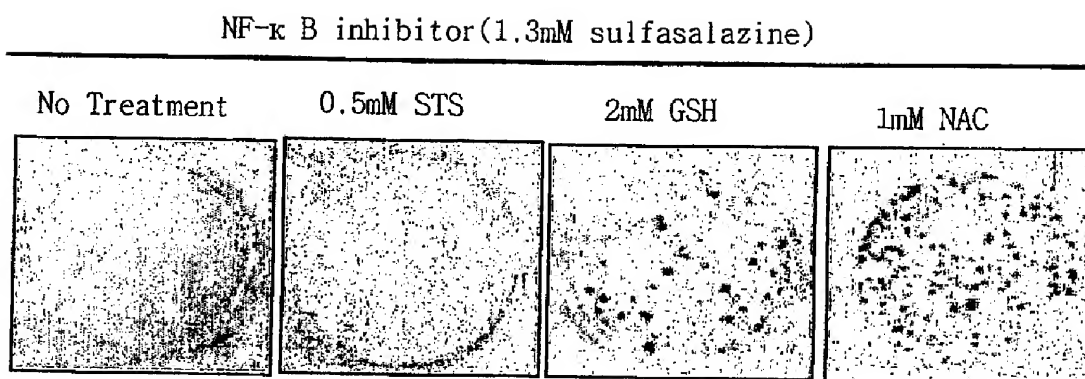 NF-κ B inhibitor(1.3mM sulfasalazine)
No Treatment 0.5mM STS 2mM GSH 1mM NAC